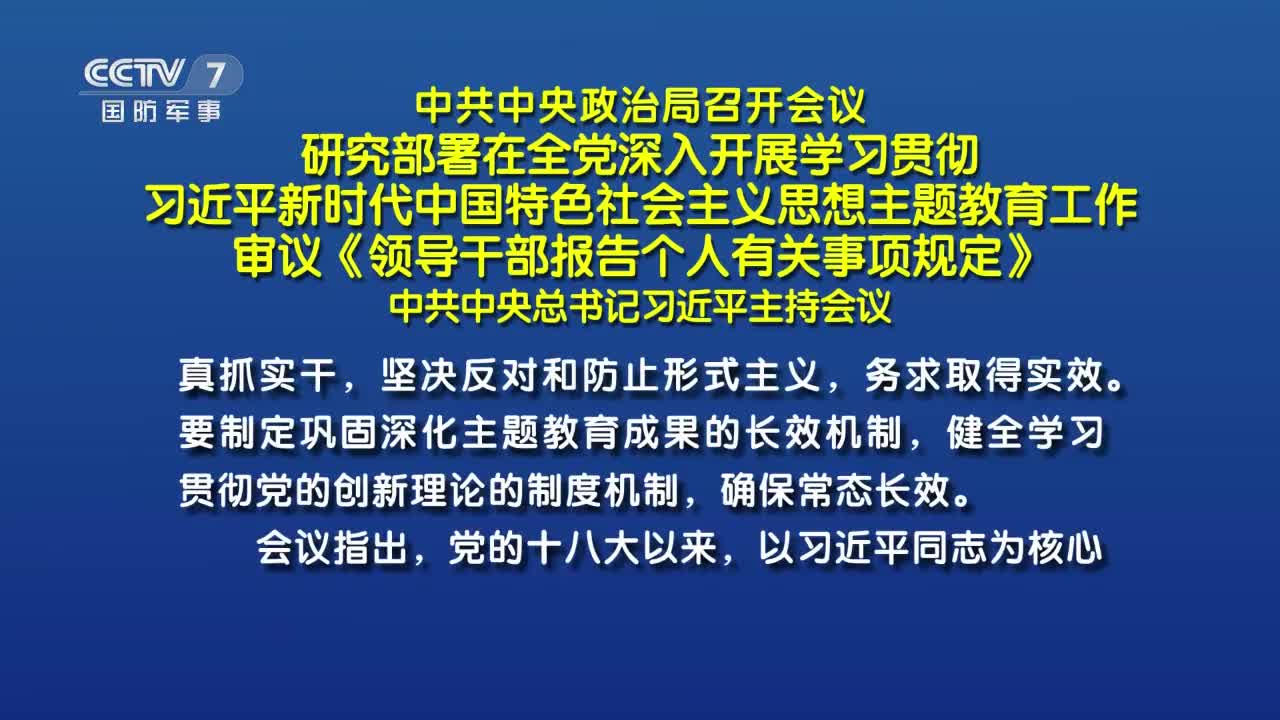 CCTV 7
国防军事
中共中央政治局召开会议
研究部署在全党深入开展学习贯彻
习近平新时代中国特色社会主义思想主题教育工作
审议《领导干部报告个人有关事项规定》
中共中央总书记习近平主持会议
真抓实干，坚决反对和防止形式主义，务求取得实效。
要制定巩固深化主题教育成果的长效机制，健全学习
贯彻党的创新理论的制度机制，确保常态长效。
会议指出，党的十八大以来，以习近平同志为核心